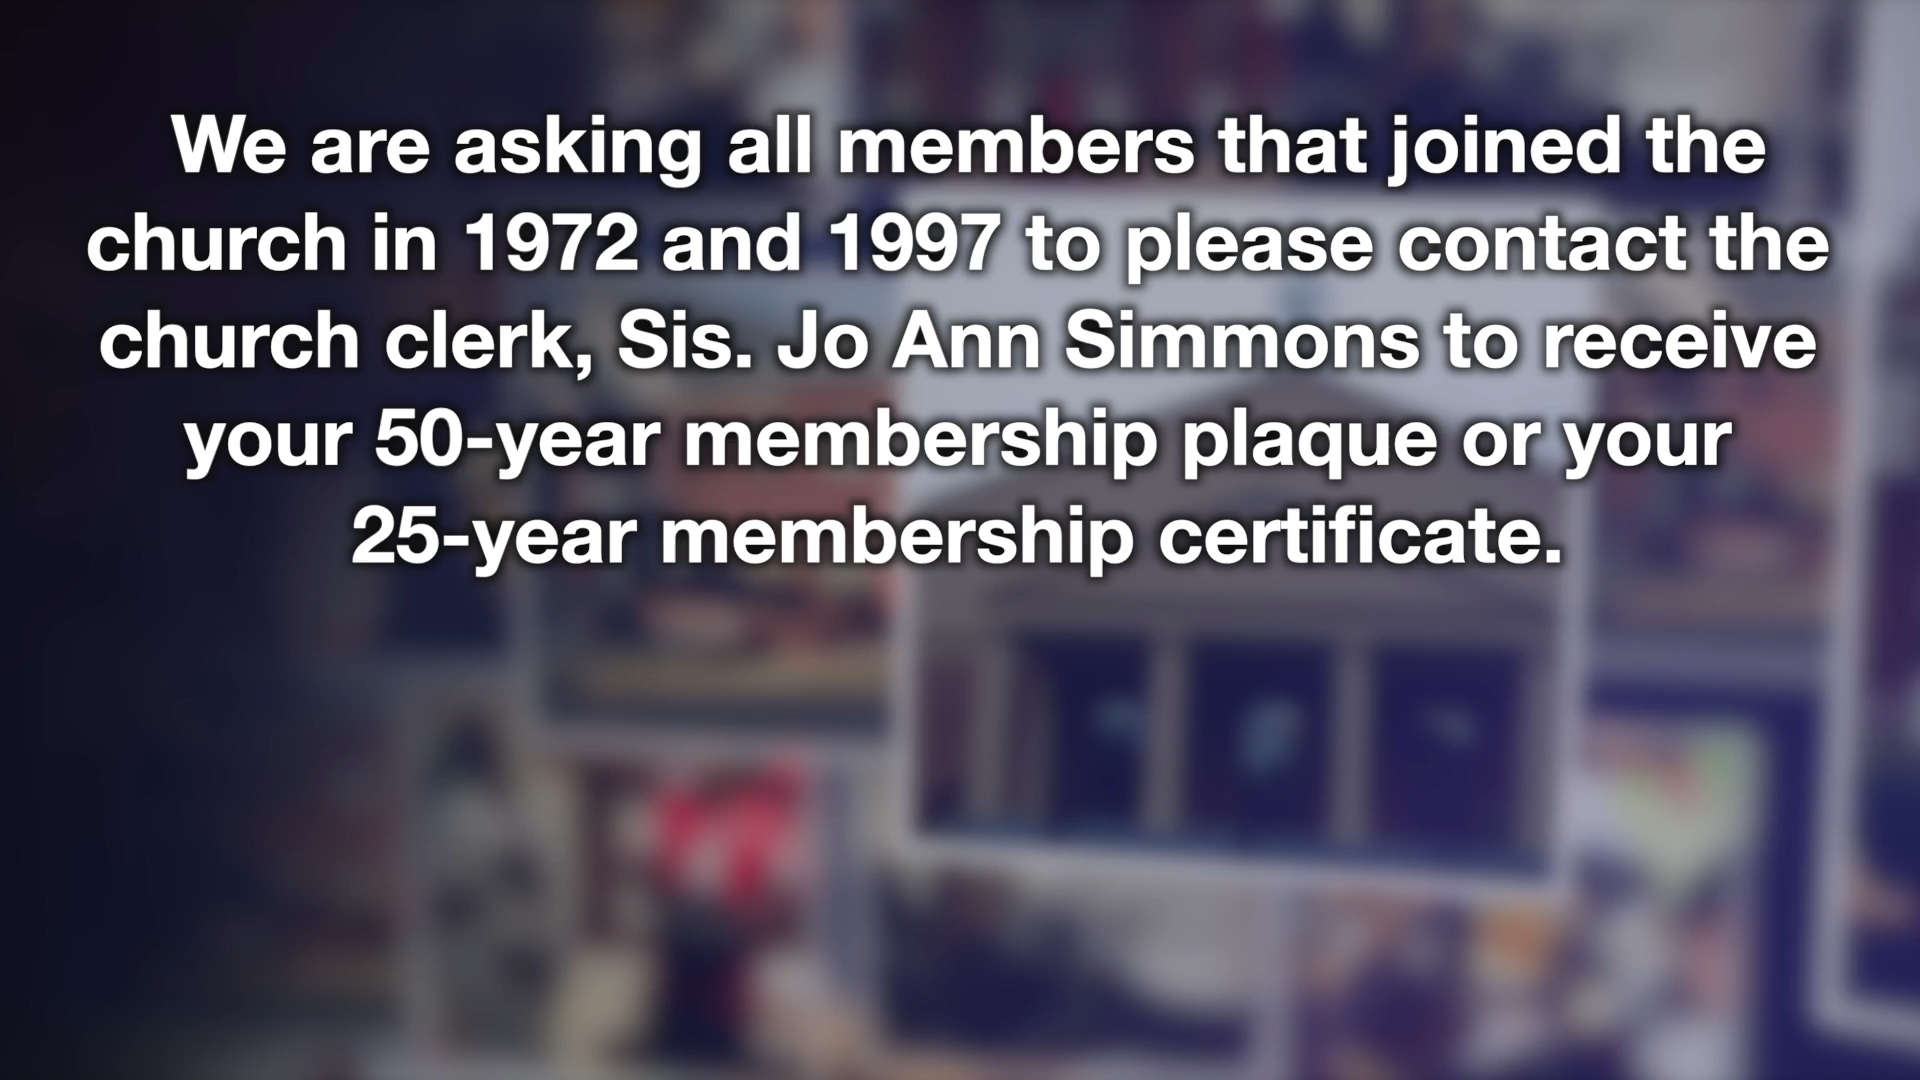 We are asking all members that joined the
church in 1972 and 1997 to please contact the
church clerk, Sis. Jo Ann Simmons to receive
your 50-year membership plaque or your
25-year membership certificate.